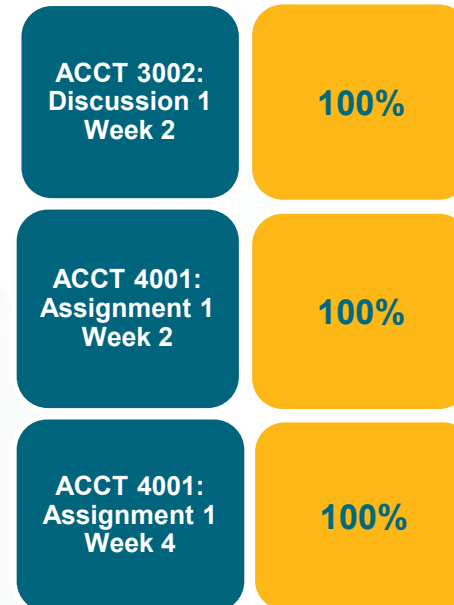 ACCT 3002:
Discussion 1
Week 2
100%
ACCT 4001:
Assignment 1
Week 2
100%
ACCT 4001:
Assignment 1
Week 4
100%